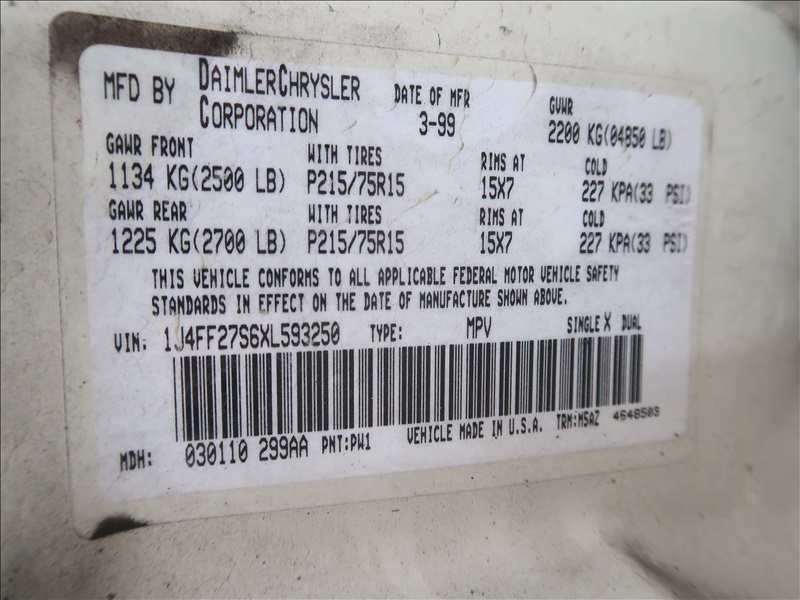 MFD BY DAIMLERCHRYSLER CORPORATION DATE OF MFR 3-99 GVWR 2200 KG(04850 LB)
GAWR FRONT WITH TIRES RIMS AT COLD
1134 KG(2500 LB) P215/75R15 15X7 227 KPA(33 PSI)
GAWR REAR WITH TIRES RIMS AT COLD
1225 KG(2700 LB) P215/75R15 15X7 227 KPA(33 PSI)
THIS VEHICLE CONFORMS TO ALL APPLICABLE FEDERAL MOTOR VEHICLE SAFETY
STANDARDS IN EFFECT ON THE DATE OF MANUFACTURE SHOWN ABOVE.
VIN: 1J4FF27S6XL593250 TYPE: MPV SINGLE X DUAL
MDH: 030110 299AA PNT:PW1 VEHICLE MADE IN U.S.A. TRM:M5AZ 4648503